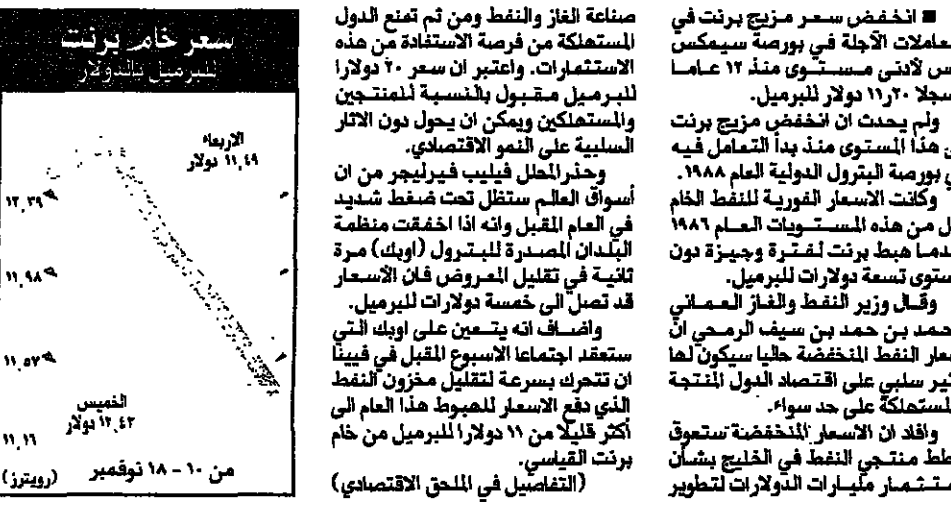 ■ انخفض سعر مزيج برنت في
عاملات الآجلة في بورصة سيمكس
س لادنى مستوى منذ ١٢ عاما
سجلا ٢٠ر١١ دولار للبرميل.
ولم يحدث ان انخفض مزيج برنت
هذا المستوى منذ بدأ التعامل فيه
ي بورصة البترول الدولية العام ١٩٨٨.
وكانت الاسعار الفورية للنفط الخام
ل من هذه المستويات العام ١٩٨٦
ندما هبط برنت لفترة وجيزة دون
ستوى تسعة دولارات للبرميل.
وقال وزير النفط والغاز العماني
حمد بن حمد بن سيف الرمحي ان
عار النفط المنخفضة حاليا سيكون لها
ثير سلبي على اقتصاد الدول المنتجة
لمستهلكة على حد سواء.
وافاد ان الاسعار المنخفضة ستعوق
طط منتجي النفط في الخليج بشأن
ستثمار مليارات الدولارات لتطوير
صناعة الغاز والنفط ومن ثم تمنع الدول
المستهلكة من فرصة الاستفادة من هذه
الاستثمارات. واعتبر ان سعر ٢٠ دولارا
للبرميل مقبول بالنسبة للمنتجين
والمستهلكين ويمكن ان يحول دون الاثار
السلبية على النمو الاقتصادي.
وحذر المحلل فيليب فيرليجر من ان
أسواق العالم ستظل تحت ضغط شديد
في العام المقبل وانه اذا اخفقت منظمة
البلدان المصدرة للبترول (اوبك) مرة
ثانية في تقليل المعروض فان الأسعار
قد تصل الى خمسة دولارات للبرميل.
واضاف انه يتعين على اوبك التي
ستعقد اجتماعا الاسبوع المقبل في فيينا
ان تتحرك بسرعة لتقليل مخزون النفط
الذي دفع الاسعار للهبوط هذا العام الى
أكثر قليلا من ١١ دولارا للبرميل من خام
برنت القياسي.
(التفاصيل في الملحق الاقتصادي)
سعر خام برنت
للبرميل بالدولار
الاربعاء
١١,٤٩ دولار
١٢,٣٩
١١,٩٨
١١,٥٧
١١,١٦
الخميس
١٢,٤٢ دولار
من ١٠ - ١٨ نوفمبر
(رويترز)